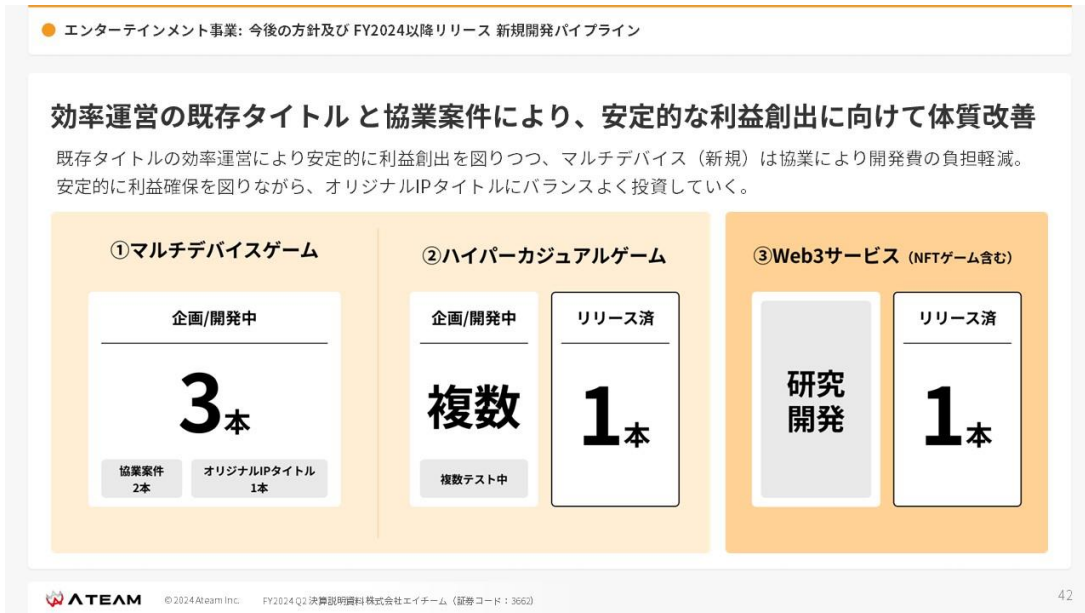 エンターテインメント事業: 今後の方針及び FY2024以降リリース 新規開発パイプライン
効率運営の既存タイトル と協業案件により、安定的な利益創出に向けて体質改善
既存タイトルの効率運営により安定的に利益創出を図りつつ、マルチデバイス（新規）は協業により開発費の負担軽減。
安定的に利益確保を図りながら、オリジナルIPタイトルにバランスよく投資していく。
①マルチデバイスゲーム
企画/開発中
3本
協業案件
2本
オリジナルIPタイトル
1本
②ハイパーカジュアルゲーム
企画/開発中
複数
複数テスト中
リリース済
1本
③Web3サービス（NFTゲーム含む）
研究
開発
リリース済
1本
ATEAM
©2024 Ateam Inc.
FY2024 Q2 決算説明資料 株式会社エイチーム（証券コード：3662）
42